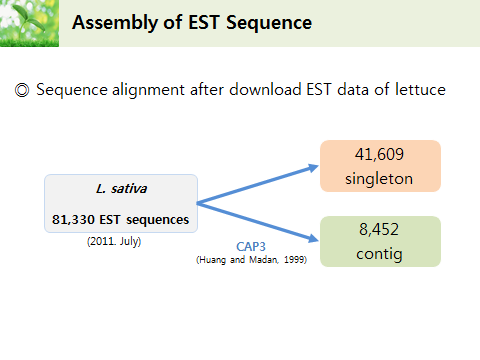 Assembly of EST Sequence
◎ Sequence alignment after download EST data of lettuce
L. sativa
81,330 EST sequences
(2011. July)
41,609
singleton
CAP3
(Huang and Madan, 1999)
8,452
contig